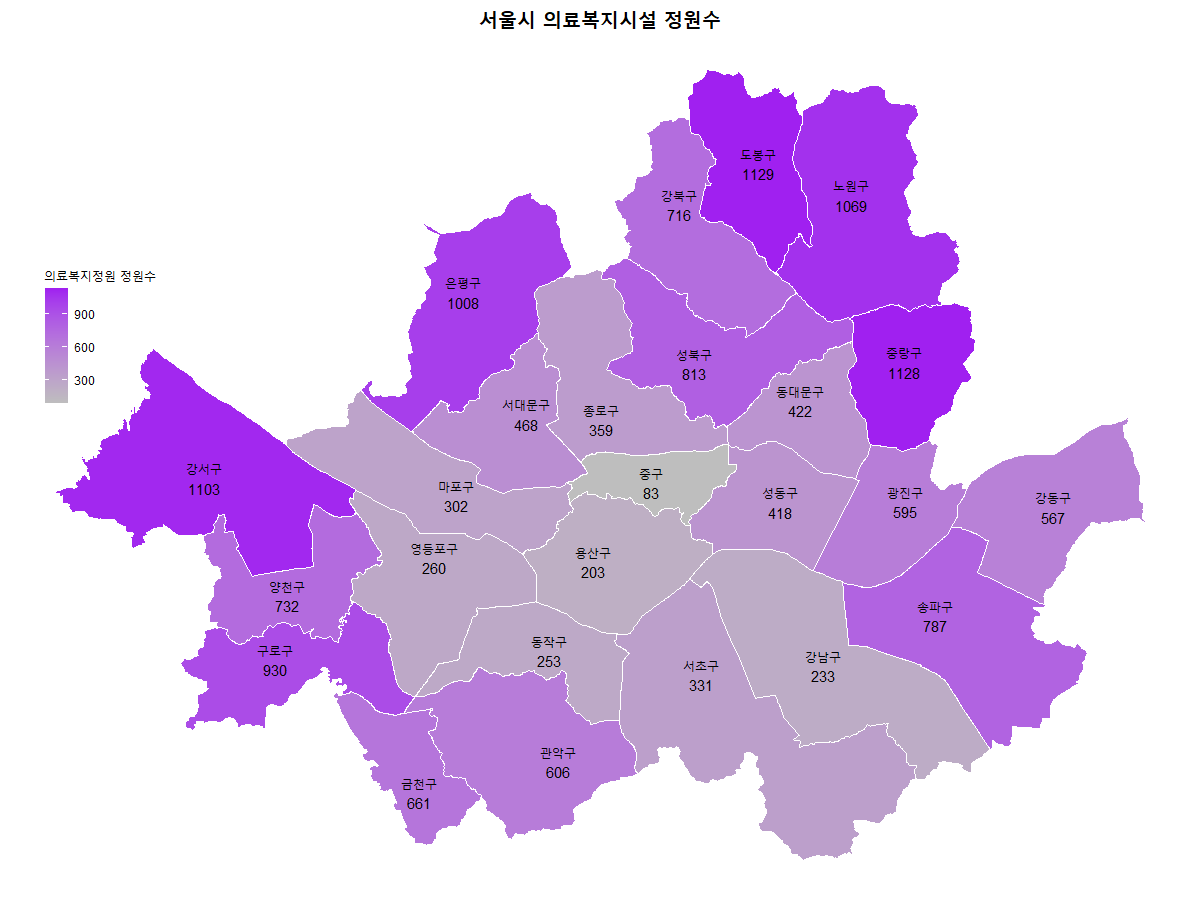 서울시 의료복지시설 정원수
도봉구
1129
노원구
1069
강북구
716
의료복지정원 정원수
900
600
300
은평구
1008
성북구
813
중랑구
1128
동대문구
422
서대문구
468
종로구
359
강서구
1103
마포구
302
중구
83
성동구
418
광진구
595
강동구
567
영등포구
260
용산구
203
양천구
732
송파구
787
구로구
930
동작구
253
서초구
331
강남구
233
관악구
606
금천구
661